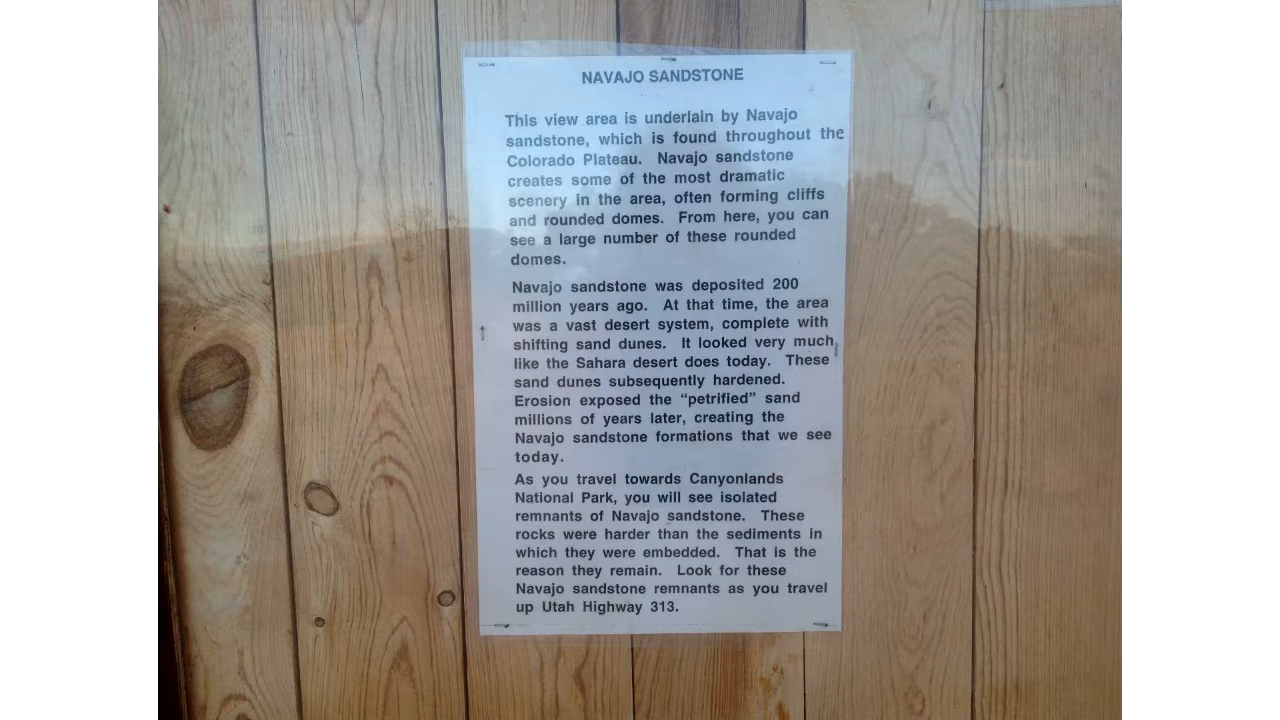 NAVAJO SANDSTONE
This view area is underlain by Navajo
sandstone, which is found throughout the
Colorado Plateau. Navajo sandstone
creates some of the most dramatic
scenery in the area, often forming cliffs
and rounded domes. From here, you can
see a large number of these rounded
domes.
Navajo sandstone was deposited 200
million years ago. At that time, the area
was a vast desert system, complete with
shifting sand dunes. It looked very much
like the Sahara desert does today. These
sand dunes subsequently hardened.
Erosion exposed the “petrified” sand
millions of years later, creating the
Navajo sandstone formations that we see
today.
As you travel towards Canyonlands
National Park, you will see isolated
remnants of Navajo sandstone. These
rocks were harder than the sediments in
which they were embedded. That is the
reason they remain. Look for these
Navajo sandstone remnants as you travel
up Utah Highway 313.